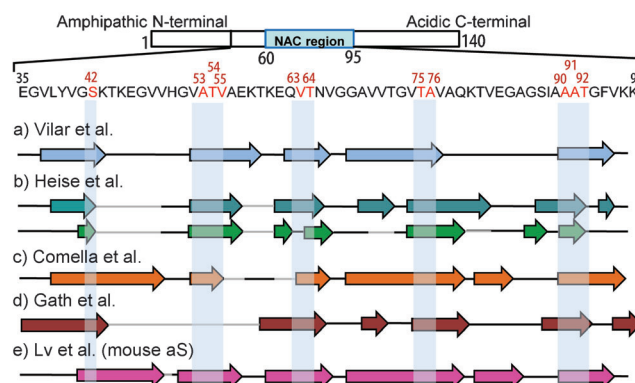 Amphipathic N-terminal Acidic C-terminal
1 NAC region 140
60 95
54 91
35 42 53 55 63 64 75 76 90 92 9
EGVLYVGSKTKEGVVHGVATVAEKTKEQVTNVGGAVVTGVTAVAQKTVEGAGSIAAATGFVKK
a) Vilar et al.
b) Heise et al.
c) Comella et al.
d) Gath et al.
e) Lv et al. (mouse aS)